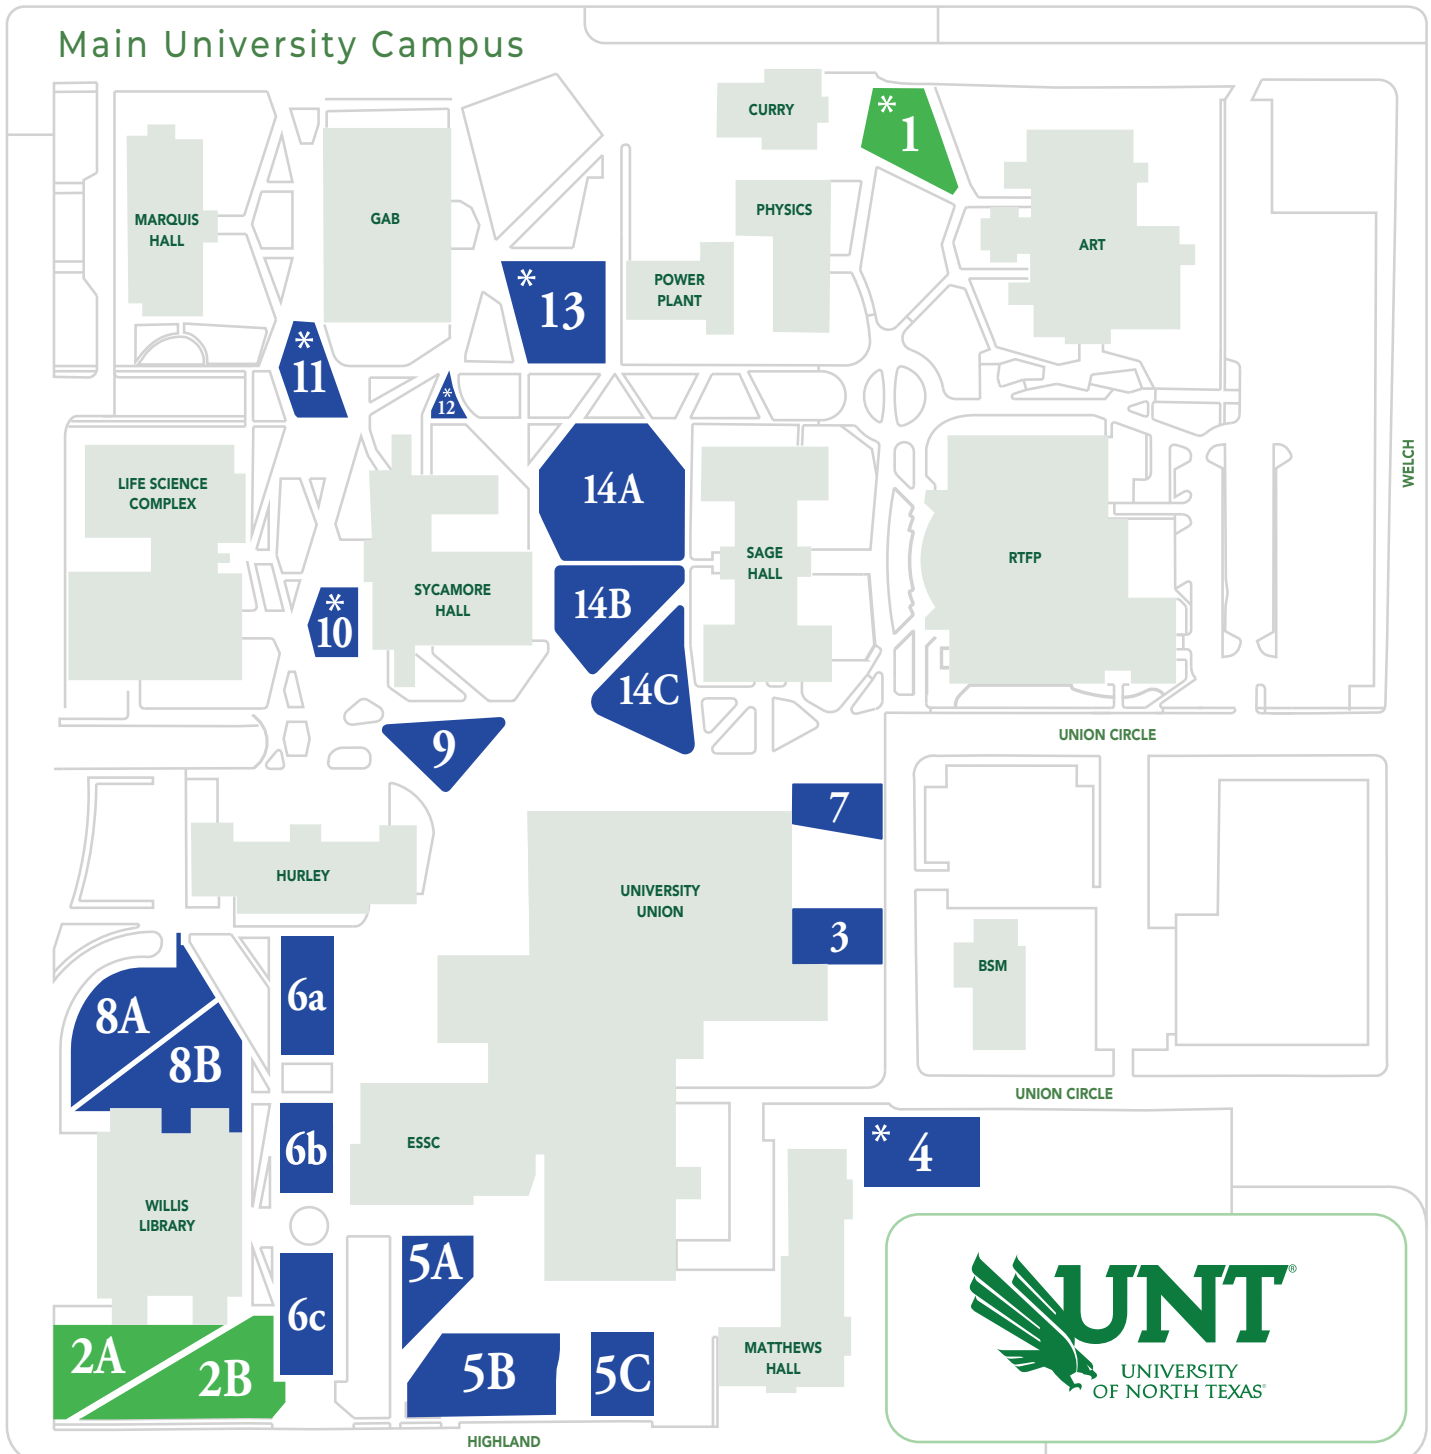 Main University Campus
CURRY
* 1
MARQUIS
HALL
GAB
PHYSICS
ART
POWER
PLANT
* 13
* 11
* 12
WELCH
LIFE SCIENCE
COMPLEX
14A
SAGE
HALL
RTFP
SYCAMORE
HALL
14B
* 10
14C
9
UNION CIRCLE
7
HURLEY
UNIVERSITY
UNION
3
BSM
6a
8A
8B
UNION CIRCLE
6b
ESSC
* 4
WILLIS
LIBRARY
5A
6c
2A
2B
5B
5C
MATTHEWS
HALL
UNT®
UNIVERSITY
OF NORTH TEXAS®
HIGHLAND